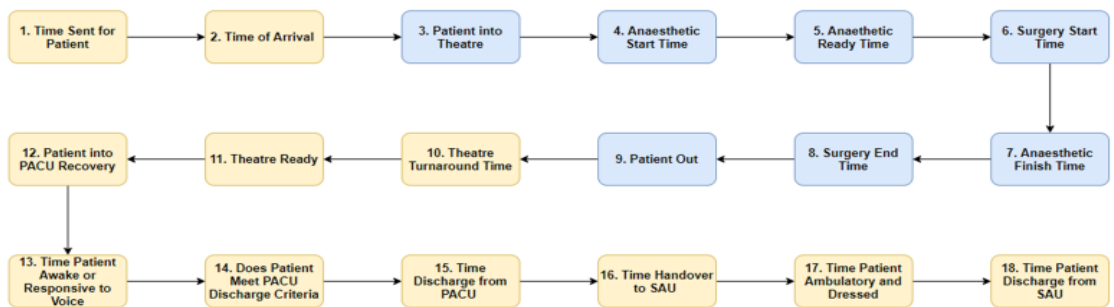 1. Time Sent for
Patient
2. Time of Arrival
3. Patient into
Theatre
4. Anaesthetic
Start Time
5. Anaethetic
Ready Time
6. Surgery Start
Time
12. Patient into
PACU Recovery
11. Theatre Ready
10. Theatre
Turnaround Time
9. Patient Out
8. Surgery End
Time
7. Anaesthetic
Finish Time
13. Time Patient
Awake or
Responsive to
Voice
14. Does Patient
Meet PACU
Discharge Criteria
15. Time
Discharge from
PACU
16. Time Handover
to SAU
17. Time Patient
Ambulatory and
Dressed
18. Time Patient
Discharge from
SAU